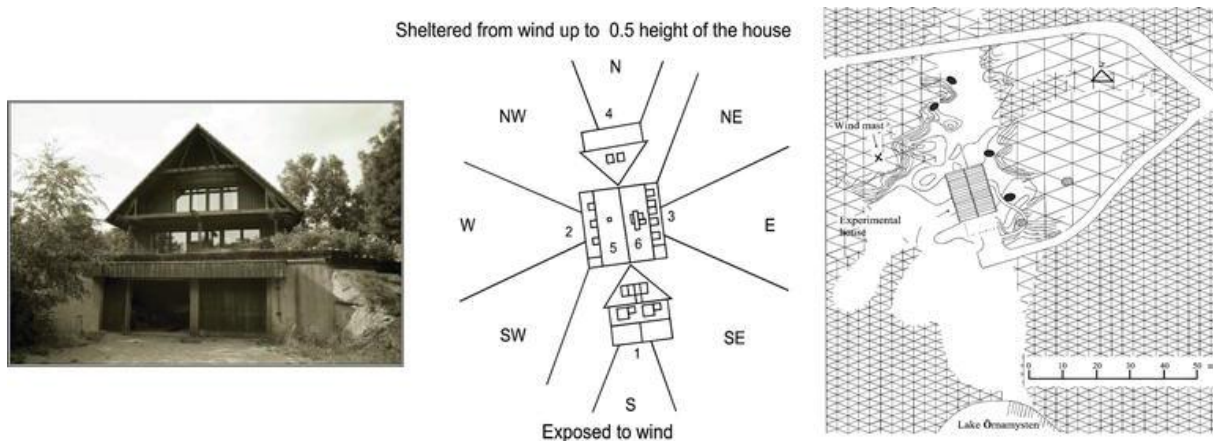 Sheltered from wind up to 0.5 height of the house
N
NW
NE
4
W
2
3
E
5
6
SW
SE
1
S
Exposed to wind
z
Wind mast
Experimental
house
0 10 20 30 40 50 m
Lake Örnamysten